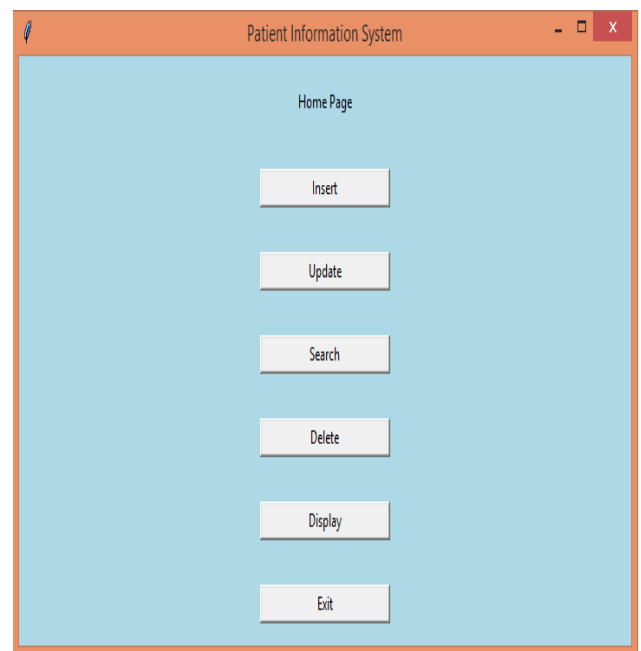 Patient Information System
Home Page
Insert
Update
Search
Delete
Display
Exit